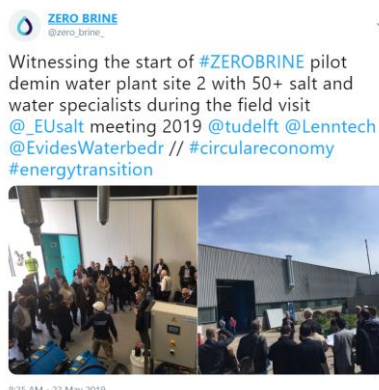 ZERO BRINE
@zero_brine_
Witnessing the start of #ZEROBRINE pilot
demin water plant site 2 with 50+ salt and
water specialists during the field visit
@_EUsalt meeting 2019 @tudelft @Lenntech
@EvidesWaterbedr // #circulareconomy
#energytransition
8:25 AM - 23 May 2019